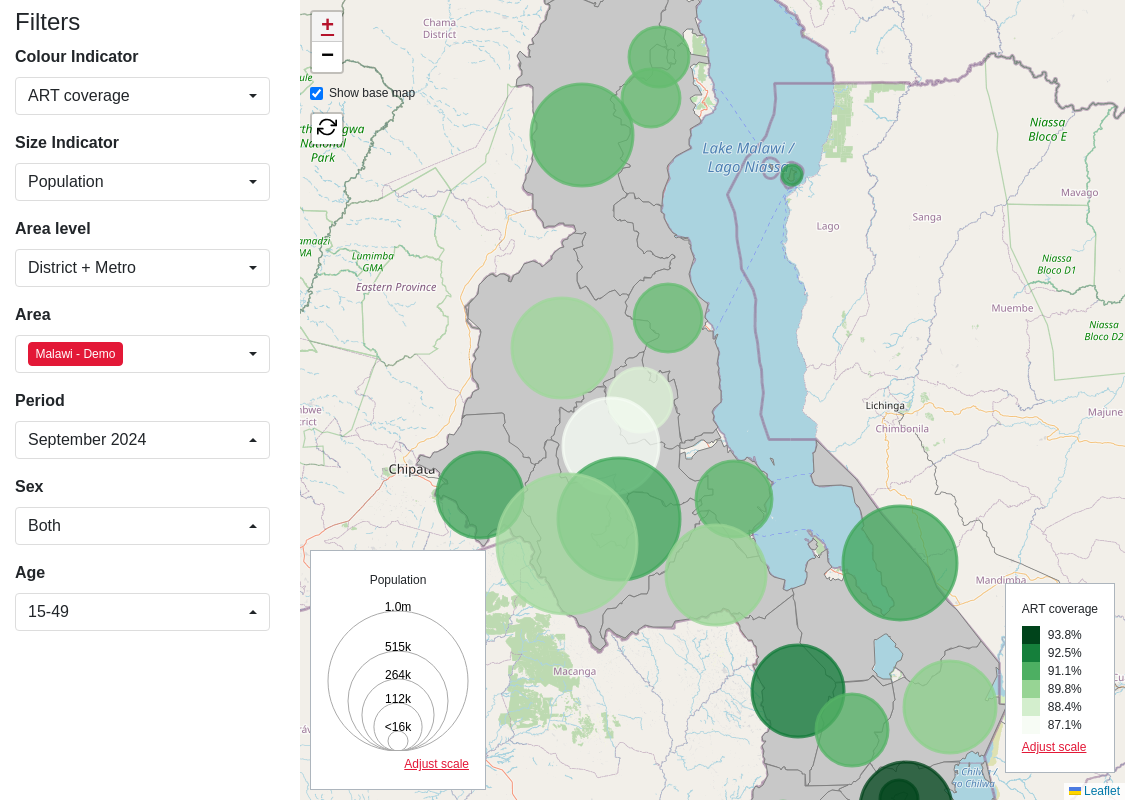 Filters
Colour Indicator
ART coverage
Size Indicator
Population
Area level
District + Metro
Area
Malawi - Demo
Period
September 2024
Sex
Both
Age
15-49
+
−
Show base map
Chama
District
National
Park
Lumimba
GMA
Eastern Province
Chipata
Lake Malawi /
Lago Niassa
Niassa
Bloco E
Mavago
Sanga
Lago
Niassa
Bloco D1
Muembe
Niassa
Bloco D2
Lichinga
Chimbonila
Majune
Mandimba
Macanga
Population
1.0m
515k
264k
112k
<16k
Adjust scale
ART coverage
93.8%
92.5%
91.1%
89.8%
88.4%
87.1%
Adjust scale
Leaflet